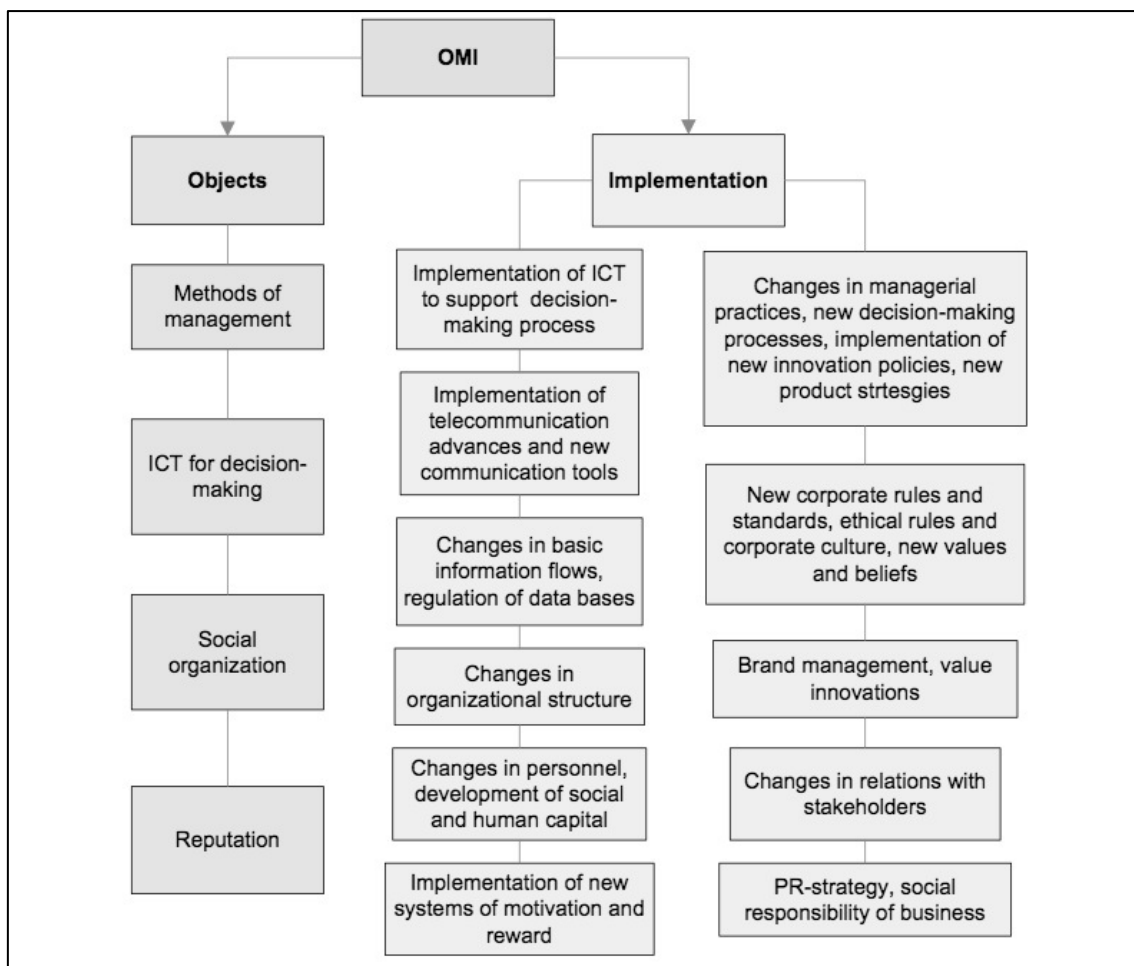 OMI
Objects
Methods of
management
ICT for decision-
making
Social
organization
Reputation
Implementation
Implementation of ICT
to support decision-
making process
Implementation of
telecommunication
advances and new
communication tools
Changes in basic
information flows,
regulation of data bases
Changes in
organizational structure
Changes in personnel,
development of social
and human capital
Implementation of new
systems of motivation and
reward
Changes in managerial
practices, new decision-making
processes, implementation of
new innovation policies, new
product strtesgies
New corporate rules and
standards, ethical rules and
corporate culture, new values
and beliefs
Brand management, value
innovations
Changes in relations with
stakeholders
PR-strategy, social
responsibility of business